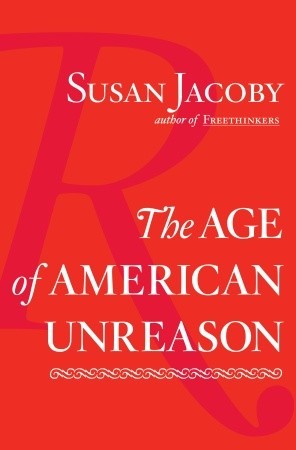 R
SUSAN JACOBY
author of FREETHINKERS
The AGE
of AMERICAN
UNREASON